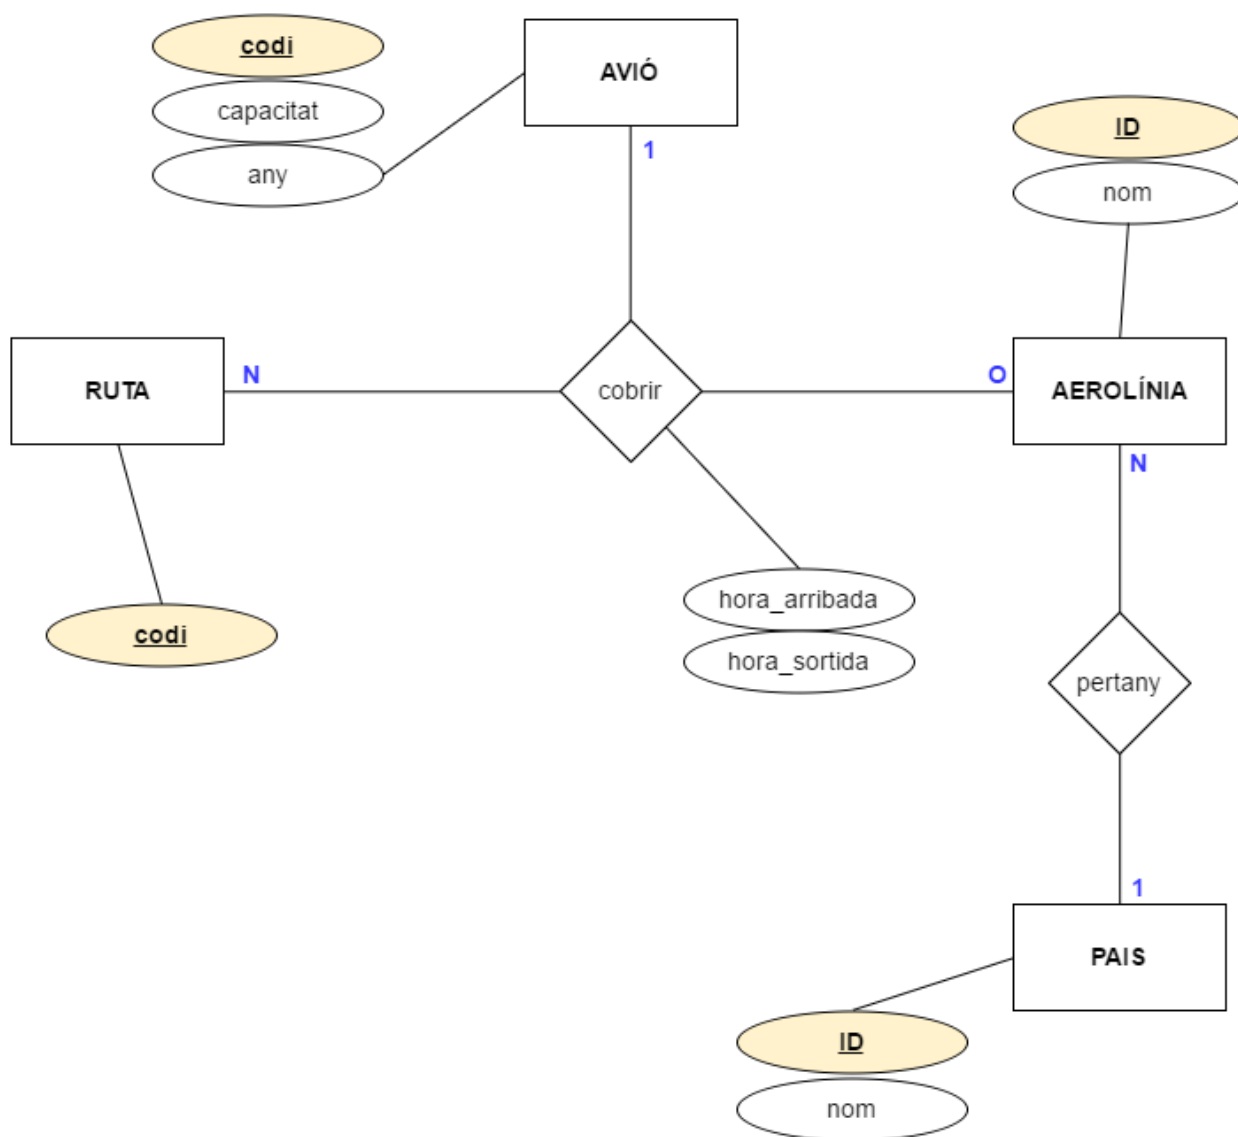 codi
capacitat
any
AVIÓ
1
ID
nom
RUTA
N
cobrir
O
AEROLÍNIA
N
hora_arribada
hora_sortida
codi
pertany
1
PAIS
ID
nom